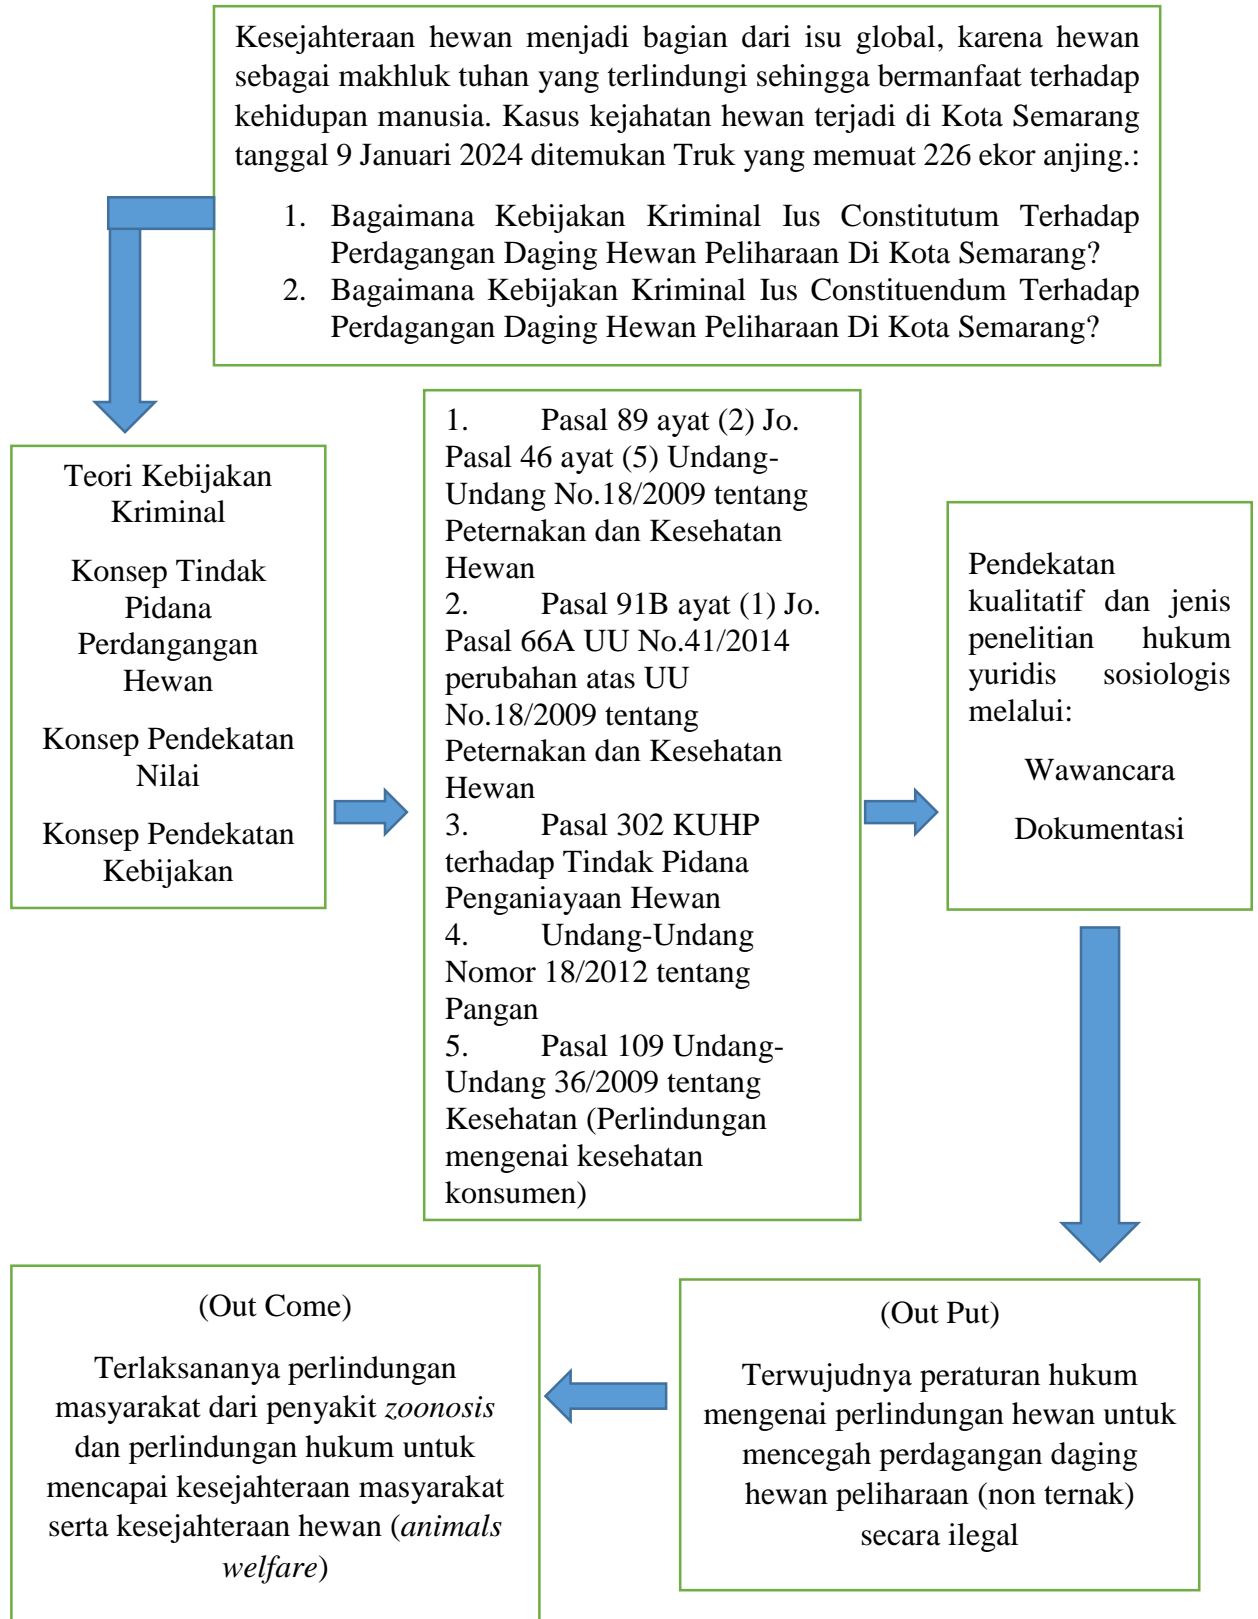 Kesejahteraan hewan menjadi bagian dari isu global, karena hewan
sebagai makhluk tuhan yang terlindungi sehingga bermanfaat terhadap
kehidupan manusia. Kasus kejahatan hewan terjadi di Kota Semarang
tanggal 9 Januari 2024 ditemukan Truk yang memuat 226 ekor anjing.:
1. Bagaimana Kebijakan Kriminal Ius Constitutum Terhadap
Perdagangan Daging Hewan Peliharaan Di Kota Semarang?
2. Bagaimana Kebijakan Kriminal Ius Constituendum Terhadap
Perdagangan Daging Hewan Peliharaan Di Kota Semarang?
Teori Kebijakan
Kriminal
Konsep Tindak
Pidana
Perdangangan
Hewan
Konsep Pendekatan
Nilai
Konsep Pendekatan
Kebijakan
1. Pasal 89 ayat (2) Jo.
Pasal 46 ayat (5) Undang-
Undang No.18/2009 tentang
Peternakan dan Kesehatan
Hewan
2. Pasal 91B ayat (1) Jo.
Pasal 66A UU No.41/2014
perubahan atas UU
No.18/2009 tentang
Peternakan dan Kesehatan
Hewan
3. Pasal 302 KUHP
terhadap Tindak Pidana
Penganiayaan Hewan
4. Undang-Undang
Nomor 18/2012 tentang
Pangan
5. Pasal 109 Undang-
Undang 36/2009 tentang
Kesehatan (Perlindungan
mengenai kesehatan
konsumen)
Pendekatan
kualitatif dan jenis
penelitian hukum
yuridis sosiologis
melalui:
Wawancara
Dokumentasi
(Out Come)
Terlaksananya perlindungan
masyarakat dari penyakit zoonosis
dan perlindungan hukum untuk
mencapai kesejahteraan masyarakat
serta kesejahteraan hewan (animals
welfare)
(Out Put)
Terwujudnya peraturan hukum
mengenai perlindungan hewan untuk
mencegah perdagangan daging
hewan peliharaan (non ternak)
secara ilegal